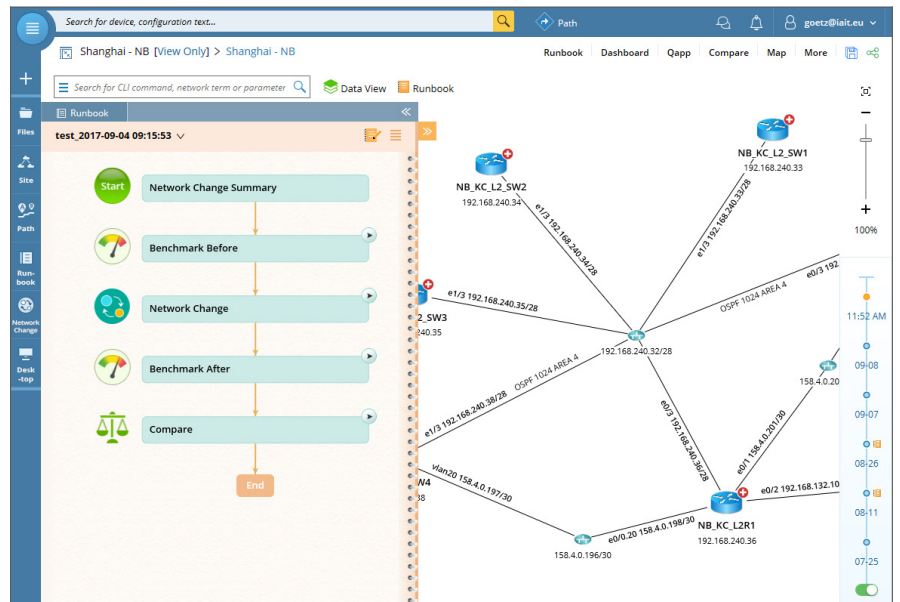 Search for device, configuration text...
Path
goetz@iait.eu
Shanghai - NB [View Only] > Shanghai - NB
Runbook Dashboard Qapp Compare Map More
Search for CLI command, network term or parameter
Data View
Runbook
Files
Site
Path
Run-
book
Network
Change
Desk
-top
Runbook
test_2017-09-04 09:15:53
Start
Network Change Summary
Benchmark Before
Network Change
Benchmark After
Compare
End
NB_KC_L2_SW1
192.168.240.33
NB_KC_L2_SW2
192.168.240.34
e1/3 192.168.240.34/28
e1/3 192.168.240.33/28
e0/3 192
OSPF 1024 AREA 4
e1/3 192.168.240.35/28
2_SW3
240.35
192.168.240.32/28
OSPF 1024 AREA 4
e1/3 192.168.240.38/28
158.4.0.20
e0/3 192.168.240.36/28
e0/1 158.4.0.201/30
vlan20 158.4.0.197/30
W4
38
e0/2 192.168.132.10
NB_KC_L2R1
192.168.240.36
e0/0.20 158.4.0.198/30
158.4.0.196/30
100%
11:52 AM
09-08
09-07
08-26
08-11
07-25